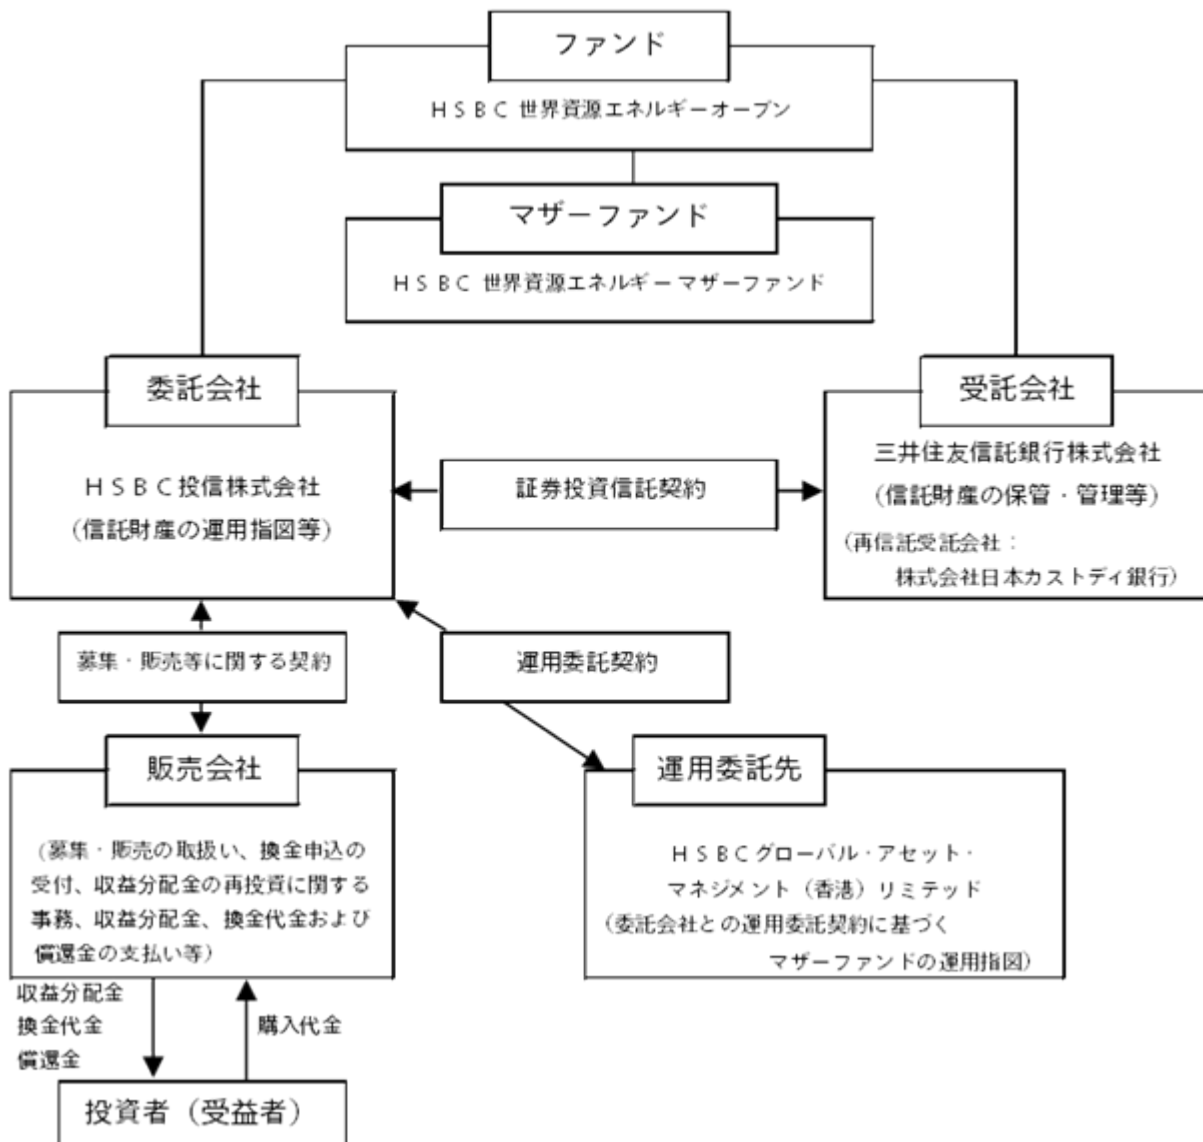 ファンド
HSBC 世界資源エネルギーオープン
マザーファンド
HSBC 世界資源エネルギー マザーファンド
委託会社
HSBC投信株式会社
(信託財産の運用指図等)
証券投資信託契約
受託会社
三井住友信託銀行株式会社
(信託財産の保管・管理等)
(再信託受託会社:
株式会社日本カストディ銀行)
募集・販売等に関する契約
運用委託契約
販売会社
(募集・販売の取扱い、換金申込の
受付、収益分配金の再投資に関する
事務、収益分配金、換金代金および
償還金の支払い等)
運用委託先
HSBCグローバル・アセット・
マネジメント(香港)リミテッド
(委託会社との運用委託契約に基づく
マザーファンドの運用指図)
収益分配金
換金代金
償還金
購入代金
投資者(受益者)